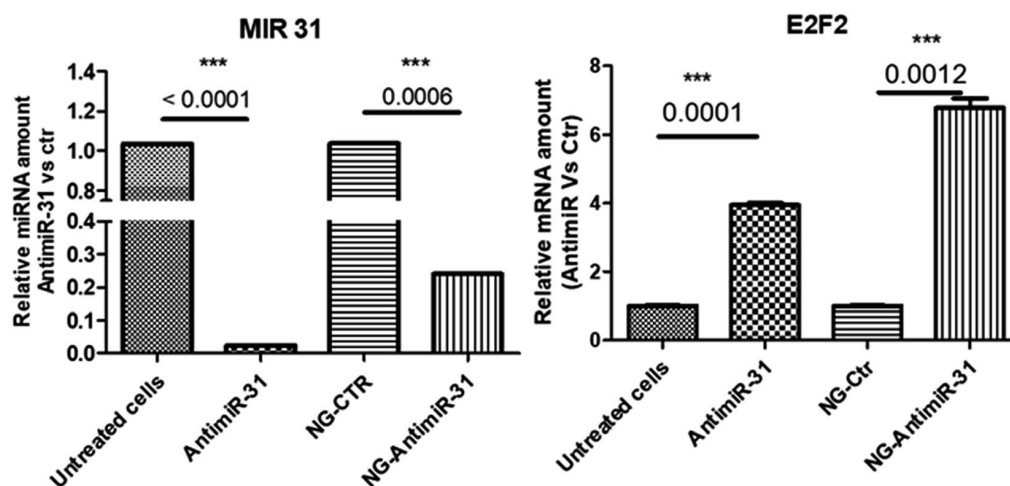 MIR 31
Relative miRNA amount
AntimiR-31 vs ctr
1.4
1.2
1.0
0.8
0.4
0.3
0.2
0.1
0.0
***
< 0.0001
***
0.0006
Untreated cells
AntimiR-31
NG-CTR
NG-AntimiR-31
E2F2
Relative mRNA amount
(AntimiR Vs Ctr)
8
6
4
2
0
***
0.0001
***
0.0012
Untreated cells
AntimiR-31
NG-Ctr
NG-AntimiR-31